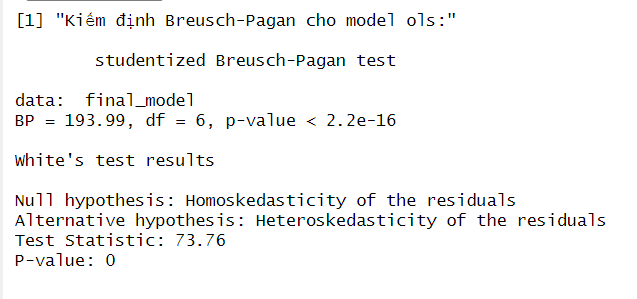 [1] "Kiểm định Breusch-Pagan cho model ols:"
studentized Breusch-Pagan test
data:  final_model
BP = 193.99, df = 6, p-value < 2.2e-16
White's test results
Null hypothesis: Homoskedasticity of the residuals
Alternative hypothesis: Heteroskedasticity of the residuals
Test Statistic: 73.76
P-value: 0